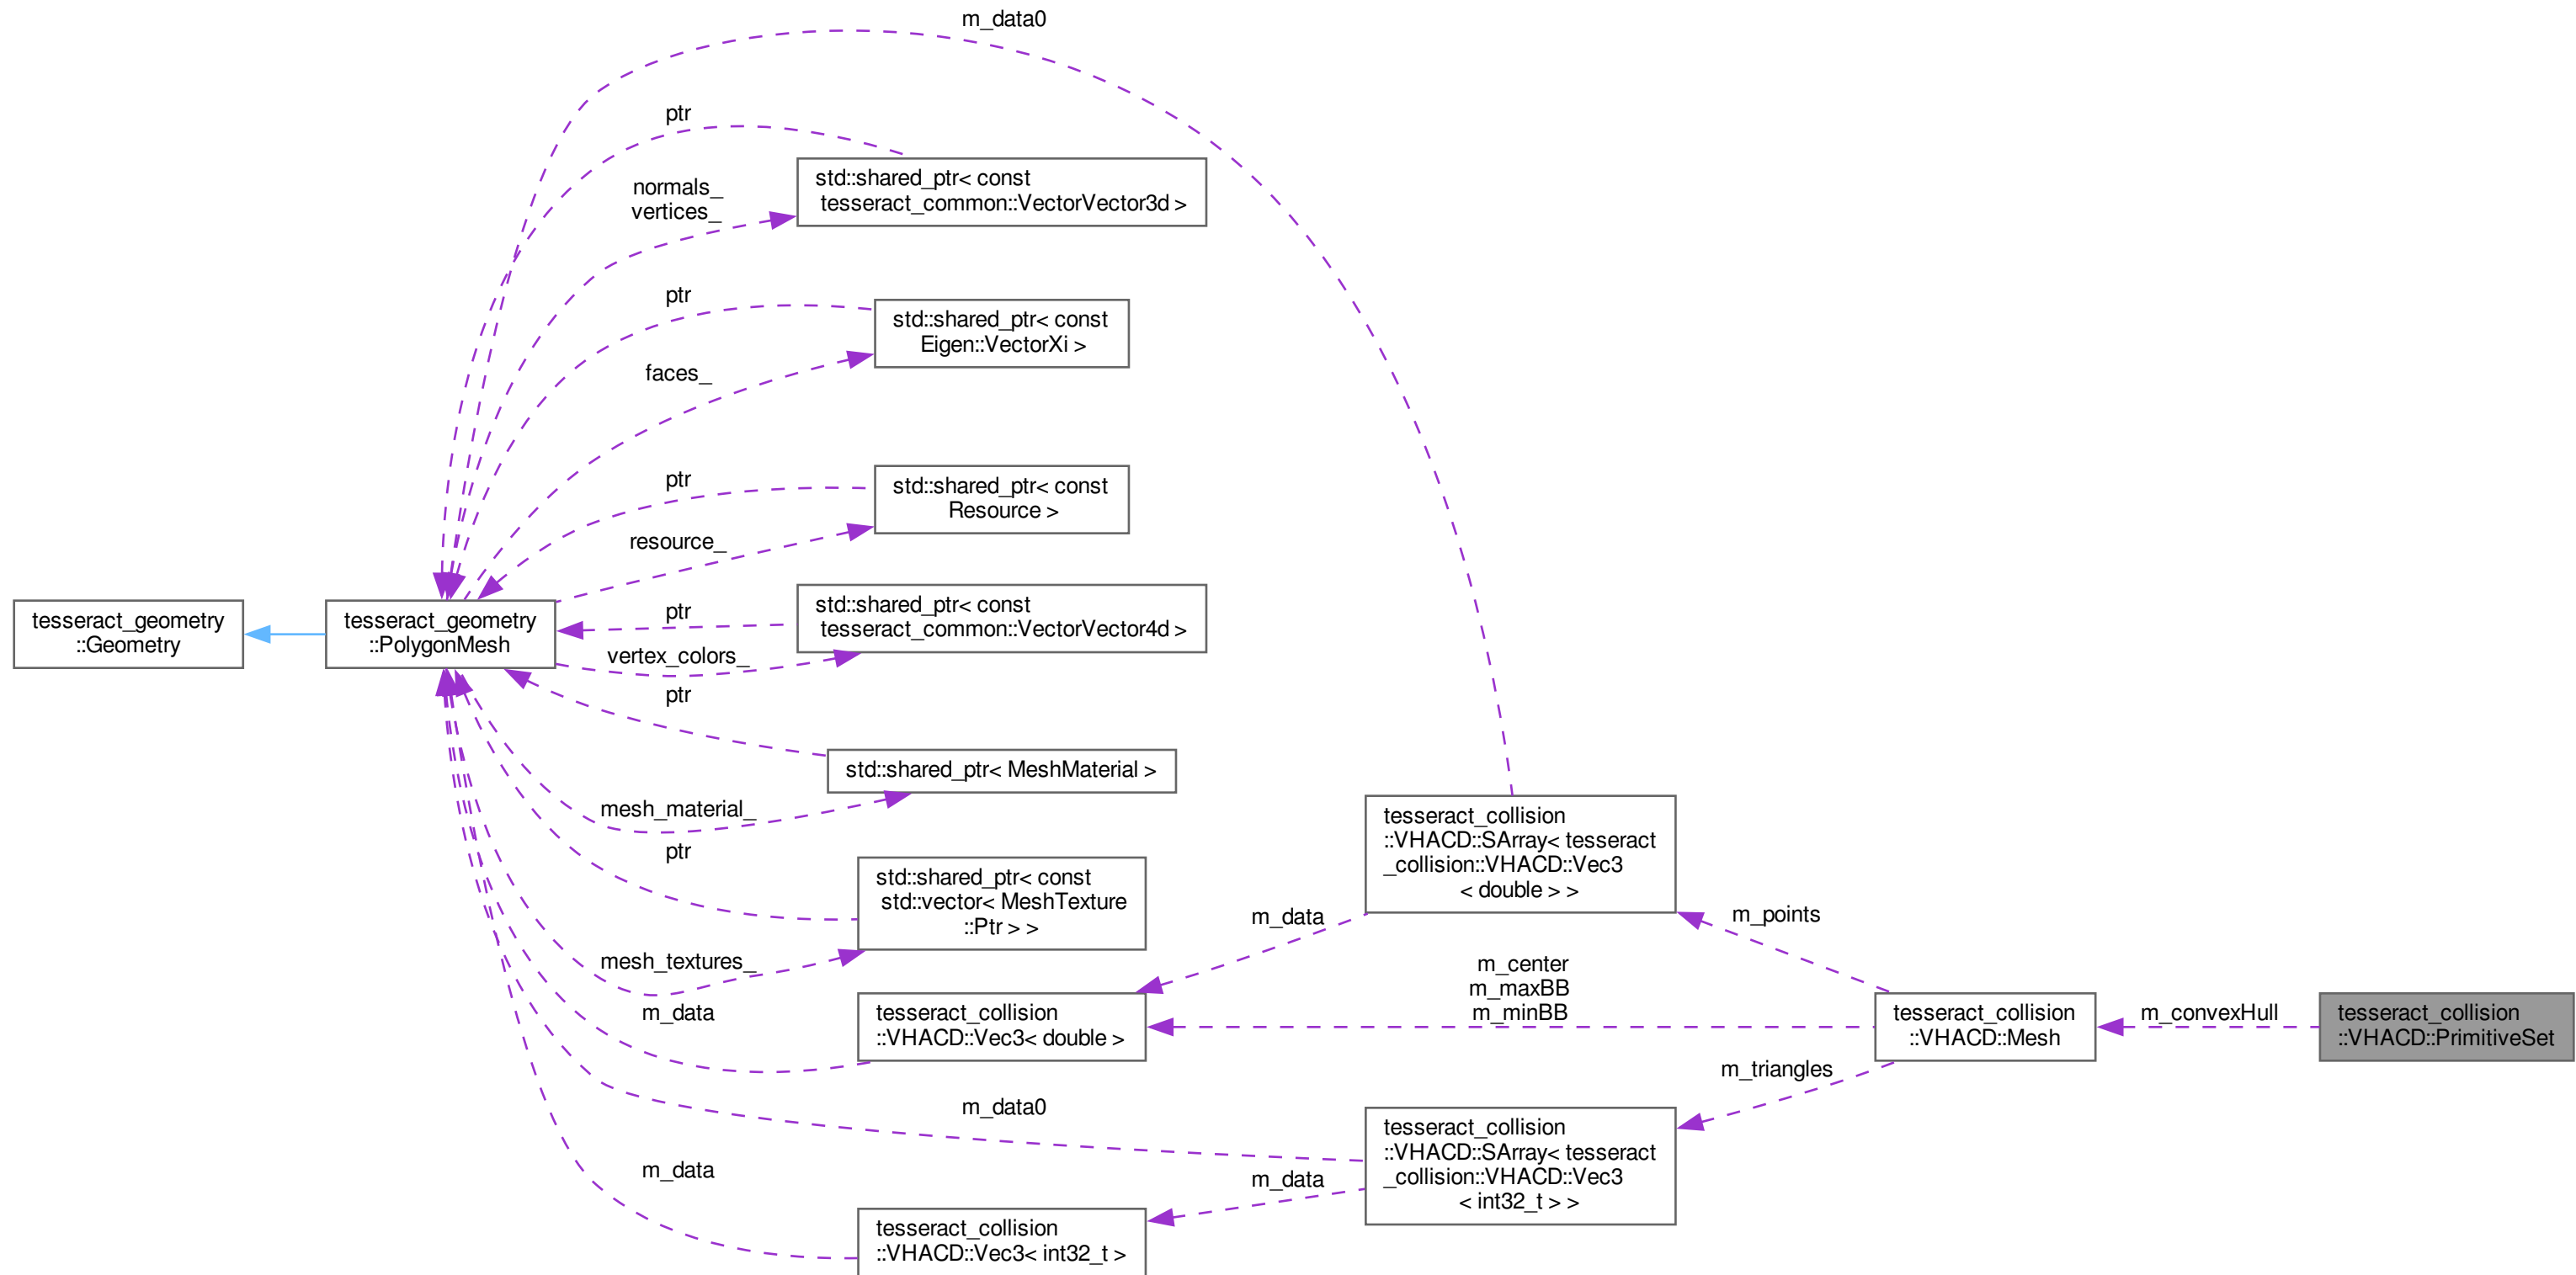 m_data0
ptr
std::shared_ptr< const
tesseract_common::VectorVector3d >
normals_
vertices_
ptr
std::shared_ptr< const
Eigen::VectorXi >
faces_
ptr
std::shared_ptr< const
Resource >
resource_
tesseract_geometry
::Geometry
tesseract_geometry
::PolygonMesh
ptr
std::shared_ptr< const
tesseract_common::VectorVector4d >
vertex_colors_
ptr
std::shared_ptr< MeshMaterial >
mesh_material_
ptr
std::shared_ptr< const
std::vector< MeshTexture
::Ptr > >
mesh_textures_
m_data
tesseract_collision
::VHACD::Vec3< double >
tesseract_collision
::VHACD::SArray< tesseract
_collision::VHACD::Vec3
< double > >
m_data
m_points
m_center
m_maxBB
m_minBB
tesseract_collision
::VHACD::Mesh
m_convexHull
tesseract_collision
::VHACD::PrimitiveSet
m_triangles
m_data0
tesseract_collision
::VHACD::SArray< tesseract
_collision::VHACD::Vec3
< int32_t > >
m_data
m_data
tesseract_collision
::VHACD::Vec3< int32_t >